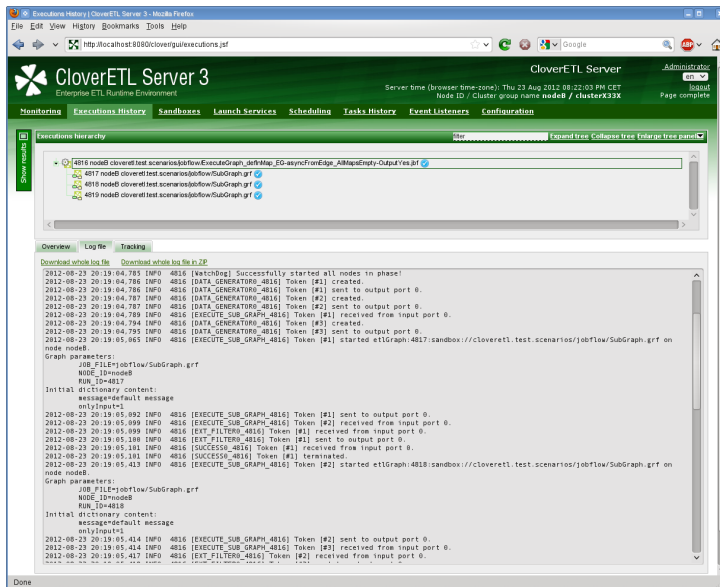 Executions History | CloverETL Server 3 - Mozilla Firefox
File Edit View History Bookmarks Tools Help
http://localhost:8080/clover/gui/executions.jsf
Google
ABP
CloverETL Server 3
Enterprise ETL Runtime Environment
CloverETL Server
Server time (browser time-zone): Thu 23 Aug 2012 08:22:03 PM CET
Node ID / Cluster group name nodeB / clusterX33X
Administrator
en
logout
Page complete
Monitoring Executions History Sandboxes Launch Services Scheduling Tasks History Event Listeners Configuration
Show results
Executions hierarchy
filter
Expand tree Collapse tree Enlarge tree panel
4816 nodeB cloveretl.test.scenarios/jobflow/ExecuteGraph_defInMap_EG-asyncFromEdge_AllMapsEmpty-OutputYes.jbf
4817 nodeB cloveretl.test.scenarios/jobflow/SubGraph.grf
4818 nodeB cloveretl.test.scenarios/jobflow/SubGraph.grf
4819 nodeB cloveretl.test.scenarios/jobflow/SubGraph.grf
Overview Log file Tracking
Download whole log file Download whole log file in ZIP
2012-08-23 20:19:04,785 INFO 4816 [WatchDog] Successfully started all nodes in phase!
2012-08-23 20:19:04,786 INFO 4816 [DATA_GENERATOR0_4816] Token [#1] created.
2012-08-23 20:19:04,786 INFO 4816 [DATA_GENERATOR0_4816] Token [#1] sent to output port 0.
2012-08-23 20:19:04,787 INFO 4816 [DATA_GENERATOR0_4816] Token [#2] created.
2012-08-23 20:19:04,787 INFO 4816 [DATA_GENERATOR0_4816] Token [#2] sent to output port 0.
2012-08-23 20:19:04,789 INFO 4816 [EXECUTE_SUB_GRAPH_4816] Token [#1] received from input port 0.
2012-08-23 20:19:04,794 INFO 4816 [DATA_GENERATOR0_4816] Token [#3] created.
2012-08-23 20:19:04,795 INFO 4816 [DATA_GENERATOR0_4816] Token [#3] sent to output port 0.
2012-08-23 20:19:05,065 INFO 4816 [EXECUTE_SUB_GRAPH_4816] Token [#1] started etlGraph:4817:sandbox://cloveretl.test.scenarios/jobflow/SubGraph.grf on
node nodeB.
Graph parameters:
JOB_FILE=jobflow/SubGraph.grf
NODE_ID=nodeB
RUN_ID=4817
Initial dictionary content:
message=default message
onlyInput=1
2012-08-23 20:19:05,092 INFO 4816 [EXECUTE_SUB_GRAPH_4816] Token [#1] sent to output port 0.
2012-08-23 20:19:05,099 INFO 4816 [EXECUTE_SUB_GRAPH_4816] Token [#2] received from input port 0.
2012-08-23 20:19:05,099 INFO 4816 [EXT_FILTER0_4816] Token [#1] received from input port 0.
2012-08-23 20:19:05,100 INFO 4816 [EXT_FILTER0_4816] Token [#1] sent to output port 0.
2012-08-23 20:19:05,101 INFO 4816 [SUCCESS0_4816] Token [#1] received from input port 0.
2012-08-23 20:19:05,101 INFO 4816 [SUCCESS0_4816] Token [#1] terminated.
2012-08-23 20:19:05,413 INFO 4816 [EXECUTE_SUB_GRAPH_4816] Token [#2] started etlGraph:4818:sandbox://cloveretl.test.scenarios/jobflow/SubGraph.grf on
node nodeB.
Graph parameters:
JOB_FILE=jobflow/SubGraph.grf
NODE_ID=nodeB
RUN_ID=4818
Initial dictionary content:
message=default message
onlyInput=1
2012-08-23 20:19:05,414 INFO 4816 [EXECUTE_SUB_GRAPH_4816] Token [#2] sent to output port 0.
2012-08-23 20:19:05,414 INFO 4816 [EXECUTE_SUB_GRAPH_4816] Token [#3] received from input port 0.
2012-08-23 20:19:05,417 INFO 4816 [EXT_FILTER0_4816] Token [#2] received from input port 0.
Done